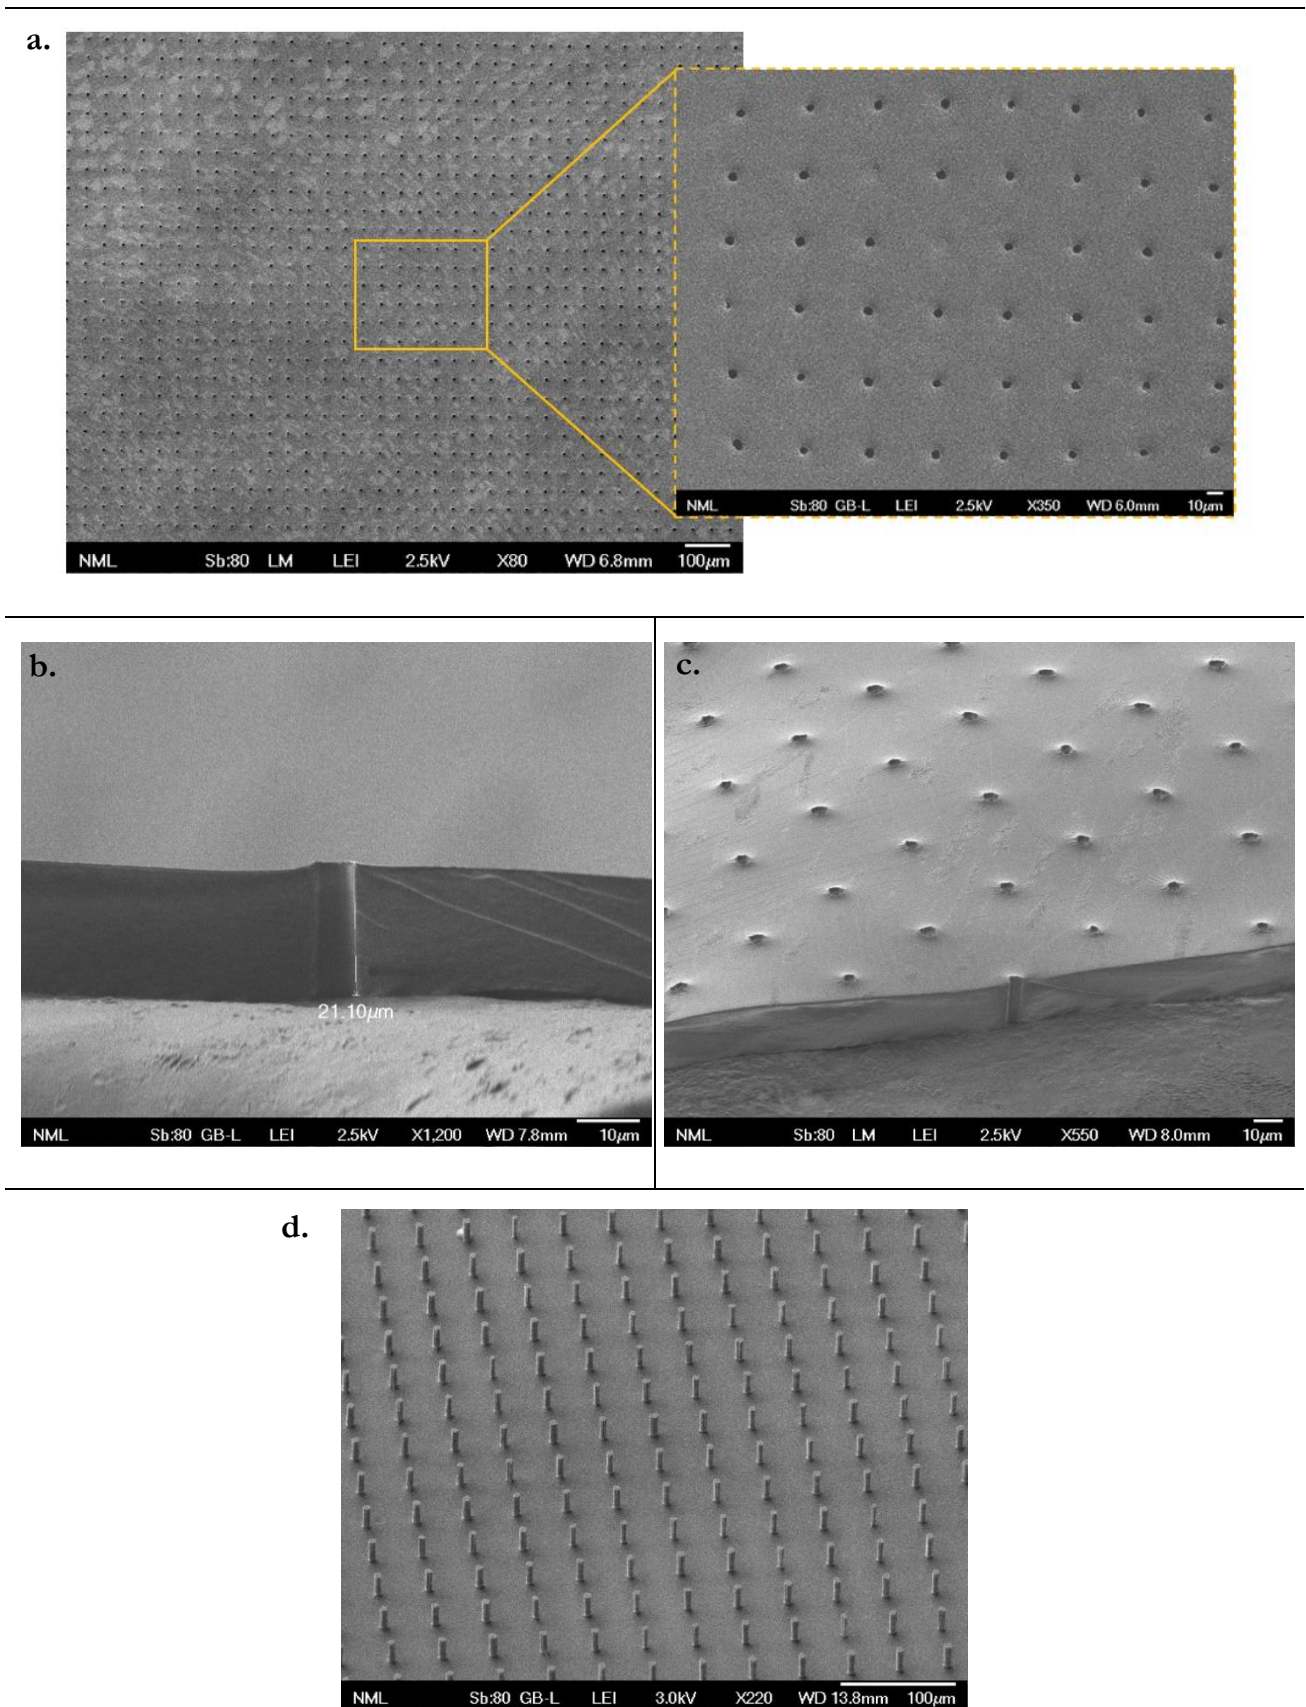 a.
NML Sb:80 LM LEI 2.5kV X80 WD 6.8mm 100µm
NML Sb:80 GB-L LEI 2.5kV X350 WD 6.0mm 10µm
b.
21.10µm
NML Sb:80 GB-L LEI 2.5kV X1,200 WD 7.8mm 10µm
c.
NML Sb:80 LM LEI 2.5kV X550 WD 8.0mm 10µm
d.
NML Sb:80 GB-L LEI 3.0kV X220 WD 13.8mm 100µm